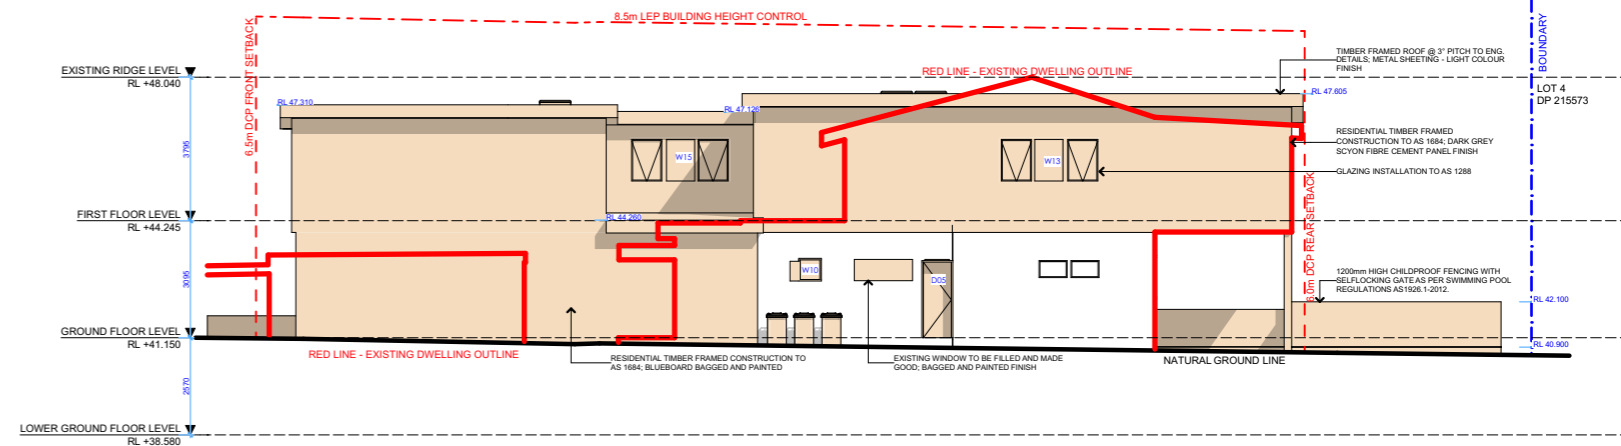 8.5m LEP BUILDING HEIGHT CONTROL
6.5m DCP FRONT SETBACK
BOUNDARY
EXISTING RIDGE LEVEL
RL +48.040
RED LINE - EXISTING DWELLING OUTLINE
TIMBER FRAMED ROOF @ 3° PITCH TO ENG.
DETAILS; METAL SHEETING - LIGHT COLOUR
FINISH
LOT 4
DP 215573
RL 47.310
RL 47.126
RL 47.605
RESIDENTIAL TIMBER FRAMED
CONSTRUCTION TO AS 1684; DARK GREY
SCYON FIBRE CEMENT PANEL FINISH
3795
W15
W13
GLAZING INSTALLATION TO AS 1288
FIRST FLOOR LEVEL
RL +44.245
RL 44.260
6.0m DCP REAR SETBACK
3095
W10
D05
1200mm HIGH CHILDPROOF FENCING WITH
SELFLOCKING GATE AS PER SWIMMING POOL
REGULATIONS AS1926.1-2012.
RL 42.100
GROUND FLOOR LEVEL
RL +41.150
RL 40.900
RED LINE - EXISTING DWELLING OUTLINE
RESIDENTIAL TIMBER FRAMED CONSTRUCTION TO
AS 1684; BLUEBOARD BAGGED AND PAINTED
EXISTING WINDOW TO BE FILLED AND MADE
GOOD; BAGGED AND PAINTED FINISH
NATURAL GROUND LINE
2570
LOWER GROUND FLOOR LEVEL
RL +38.580